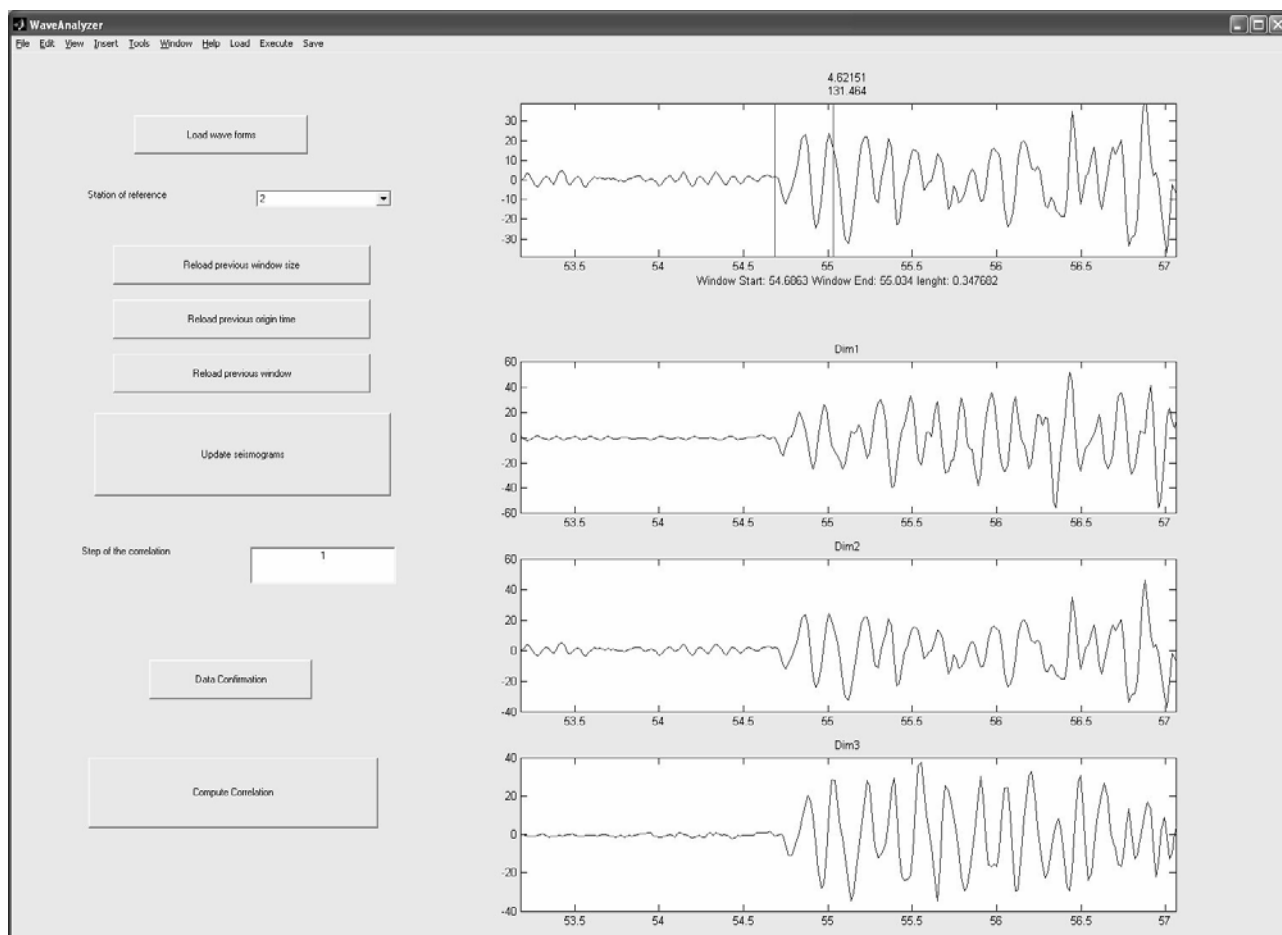 WaveAnalyzer
File Edit View Insert Tools Window Help Load Execute Save
Load wave forms
Station of reference
2
Reload previous window size
Reload previous origin time
Reload previous window
Update seismograms
Step of the correlation
1
Data Confirmation
Compute Correlation
4.62151
131.464
30
20
10
0
-10
-20
-30
53.5 54 54.5 55 55.5 56 56.5 57
Window Start: 54.6863 Window End: 55.034 lenght: 0.347682
Dim1
60
40
20
0
-20
-40
-60
53.5 54 54.5 55 55.5 56 56.5 57
Dim2
60
40
20
0
-20
-40
53.5 54 54.5 55 55.5 56 56.5 57
Dim3
40
20
0
-20
-40
53.5 54 54.5 55 55.5 56 56.5 57